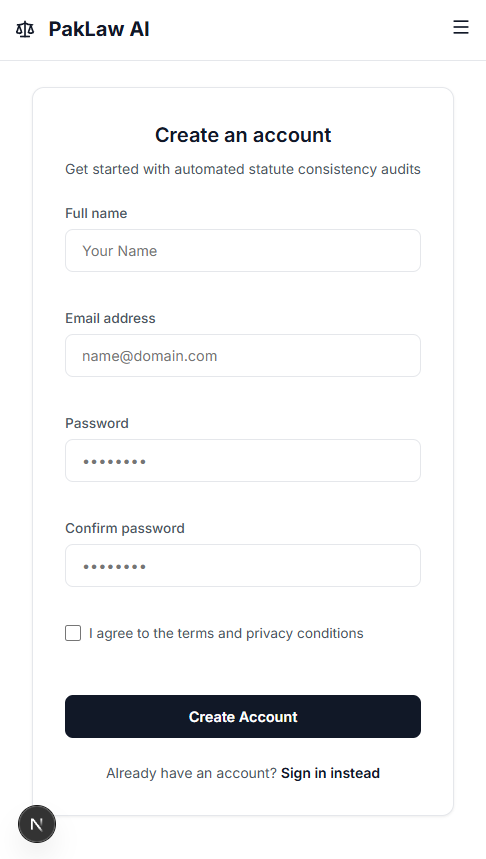 PakLaw AI
Create an account
Get started with automated statute consistency audits
Full name
Your Name
Email address
name@domain.com
Password
••••••••
Confirm password
••••••••
I agree to the terms and privacy conditions
Create Account
Already have an account? Sign in instead
N